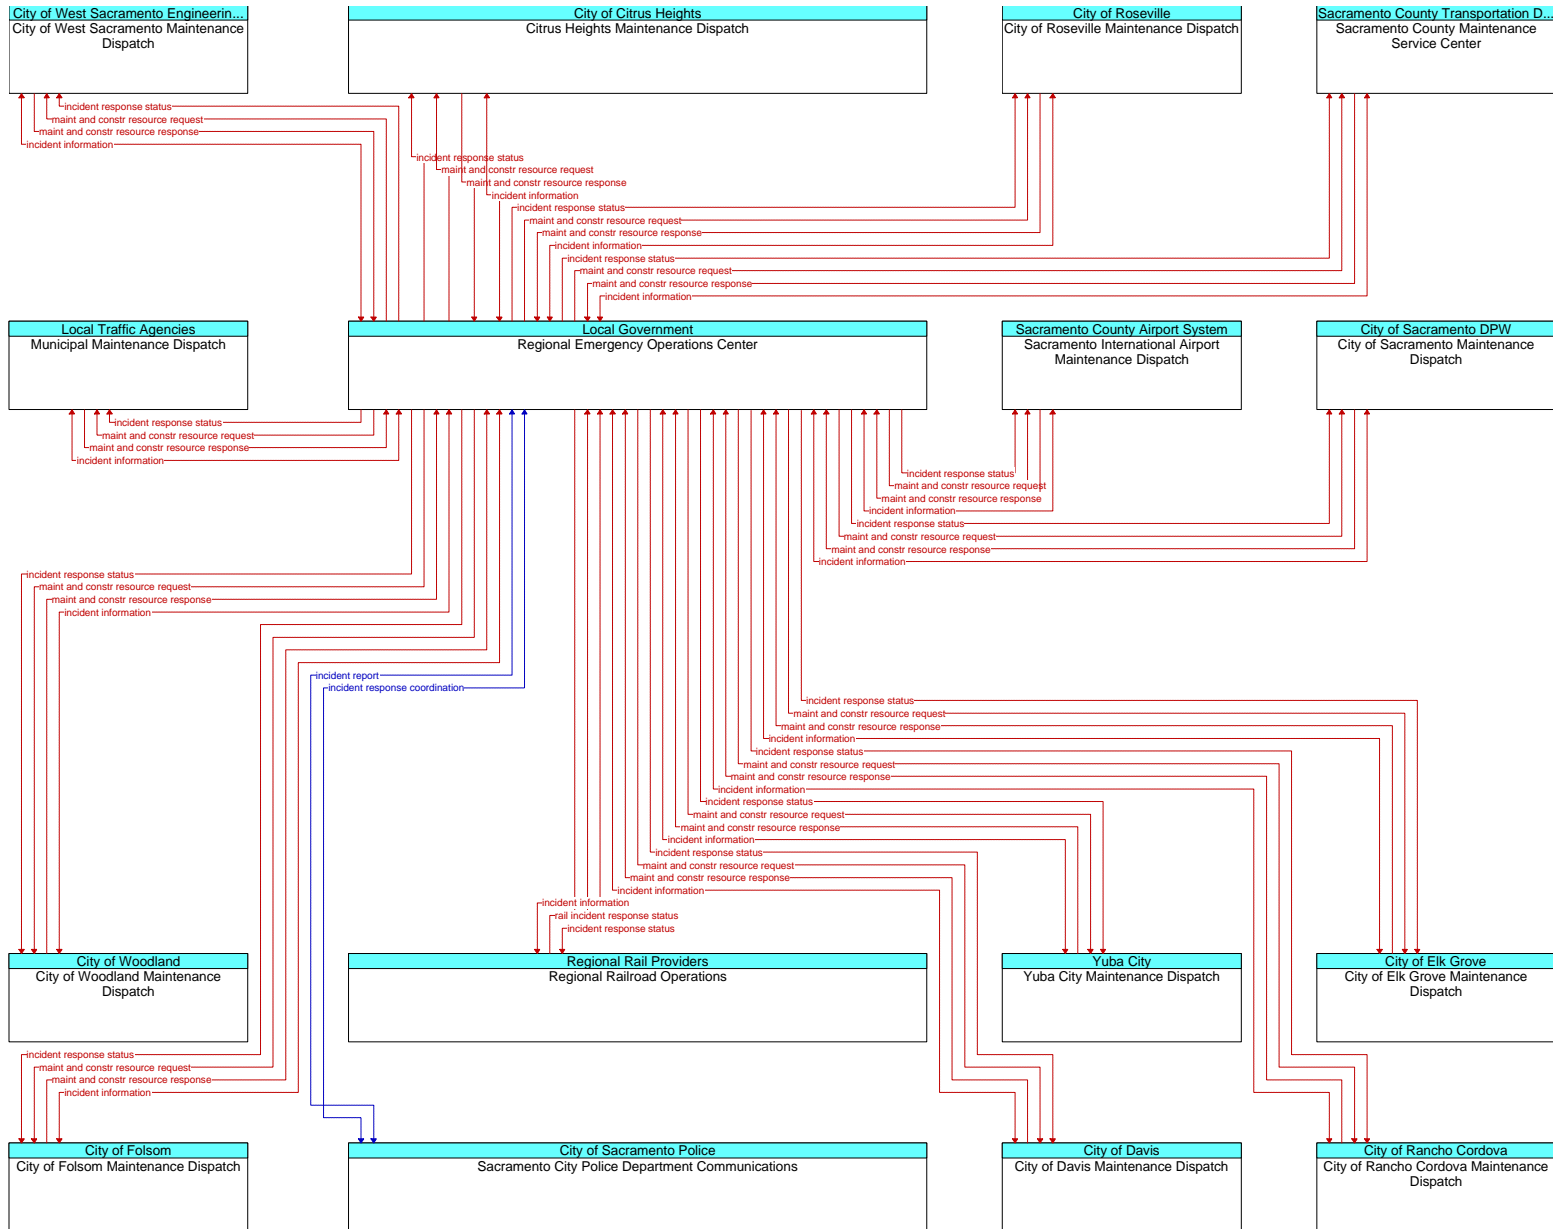 City of West Sacramento Engineerin...
City of West Sacramento Maintenance
Dispatch
City of Citrus Heights
Citrus Heights Maintenance Dispatch
City of Roseville
City of Roseville Maintenance Dispatch
Sacramento County Transportation D...
Sacramento County Maintenance
Service Center
incident response status
maint and constr resource request
maint and constr resource response
incident information
incident response status
maint and constr resource request
maint and constr resource response
incident information
incident response status
maint and constr resource request
maint and constr resource response
incident information
incident response status
maint and constr resource request
maint and constr resource response
incident information
Local Traffic Agencies
Municipal Maintenance Dispatch
Local Government
Regional Emergency Operations Center
Sacramento County Airport System
Sacramento International Airport
Maintenance Dispatch
City of Sacramento DPW
City of Sacramento Maintenance
Dispatch
incident response status
maint and constr resource request
maint and constr resource response
incident information
incident response status
maint and constr resource request
maint and constr resource response
incident information
incident response status
maint and constr resource request
maint and constr resource response
incident information
incident response status
maint and constr resource request
maint and constr resource response
incident information
incident report
incident response coordination
incident response status
maint and constr resource request
maint and constr resource response
incident information
incident response status
maint and constr resource request
maint and constr resource response
incident information
incident response status
maint and constr resource request
maint and constr resource response
incident information
incident response status
maint and constr resource request
maint and constr resource response
incident information
incident information
rail incident response status
incident response status
City of Woodland
City of Woodland Maintenance
Dispatch
Regional Rail Providers
Regional Railroad Operations
Yuba City
Yuba City Maintenance Dispatch
City of Elk Grove
City of Elk Grove Maintenance
Dispatch
incident response status
maint and constr resource request
maint and constr resource response
incident information
City of Folsom
City of Folsom Maintenance Dispatch
City of Sacramento Police
Sacramento City Police Department Communications
City of Davis
City of Davis Maintenance Dispatch
City of Rancho Cordova
City of Rancho Cordova Maintenance
Dispatch